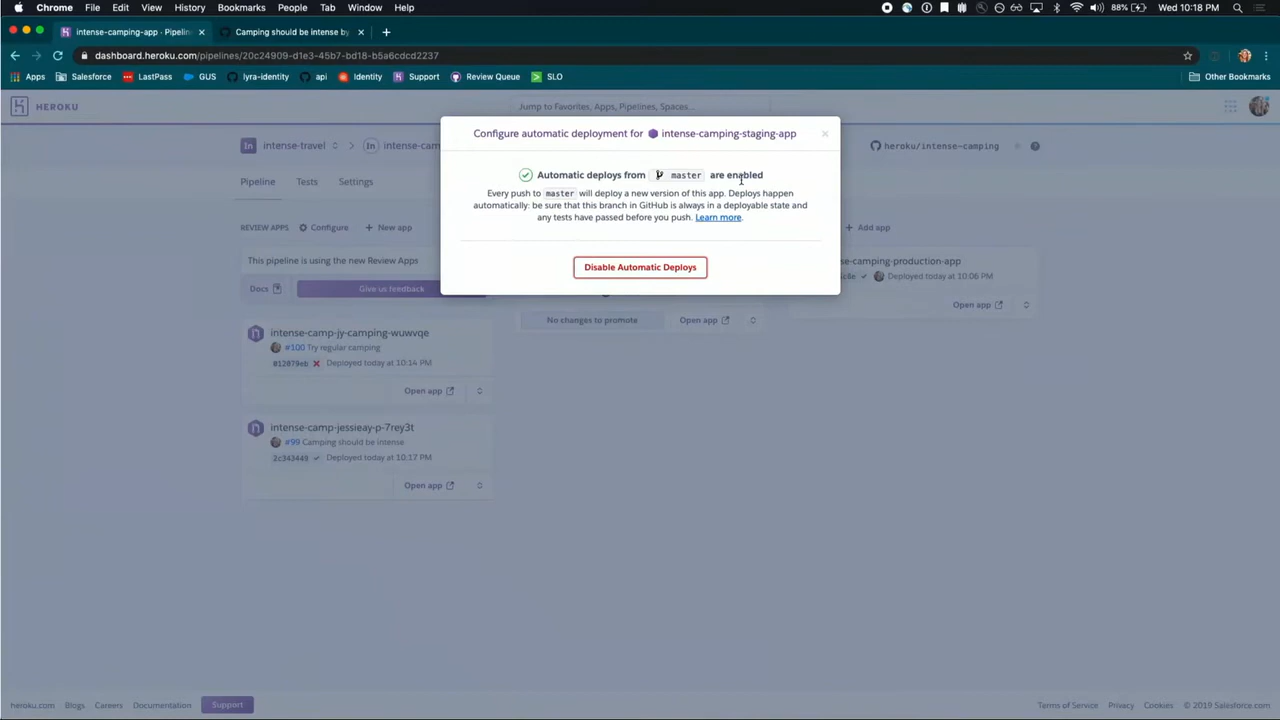 Chrome File Edit View History Bookmarks People Tab Window Help 88% Wed 10:18 PM
intense-camping-app · Pipelin Camping should be intense by
dashboard.heroku.com/pipelines/20c24909-d1e3-45b7-bd18-b5a6cdcd2237
Apps Salesforce LastPass GUS lyra-identity api Identity Support Review Queue SLO Other Bookmarks
HEROKU Jump to Favorites, Apps, Pipelines, Spaces...
Configure automatic deployment for intense-camping-staging-app
In intense-travel In intense-cam heroku/intense-camping
Automatic deploys from master are enabled
Pipeline Tests Settings
Every push to master will deploy a new version of this app. Deploys happen
automatically: be sure that this branch in GitHub is always in a deployable state and
any tests have passed before you push. Learn more.
REVIEW APPS Configure New app Add app
This pipeline is using the new Review Apps
se-camping-production-app
Disable Automatic Deploys
Deployed today at 10:06 PM
Docs Give us feedback
Open app
No changes to promote Open app
intense-camp-jy-camping-wuwvqe
#100 Try regular camping
012079eb Deployed today at 10:14 PM
Open app
intense-camp-jessieay-p-7rey3t
#99 Camping should be intense
2c343449 Deployed today at 10:17 PM
Open app
heroku.com Blogs Careers Documentation Support Terms of Service Privacy Cookies © 2019 Salesforce.com